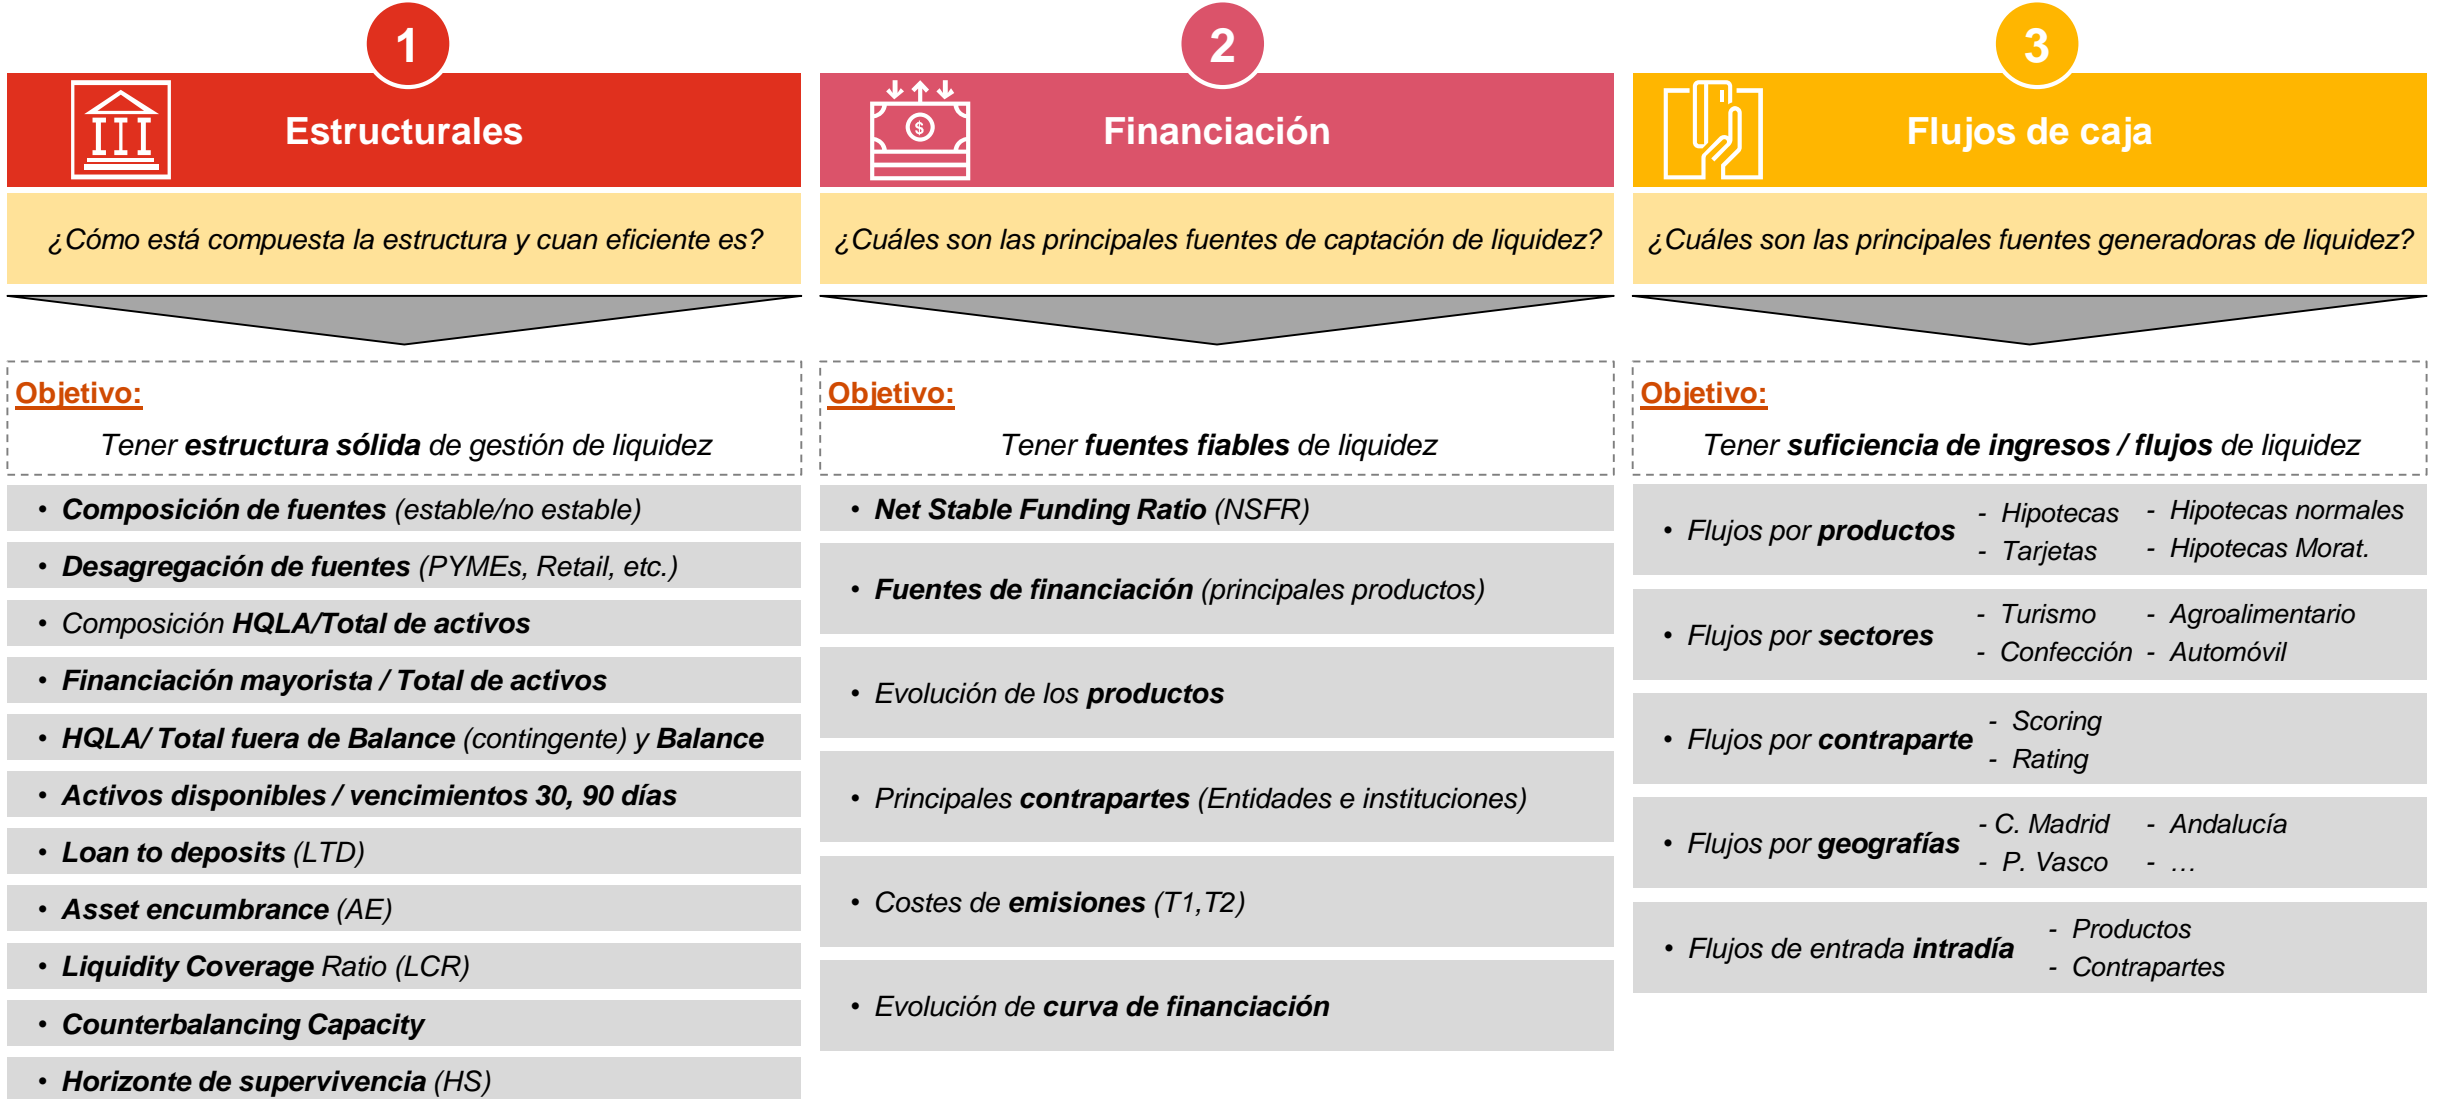 1
Estructurales
¿Cómo está compuesta la estructura y cuan eficiente es?
Objetivo:
Tener estructura sólida de gestión de liquidez
• Composición de fuentes (estable/no estable)
• Desagregación de fuentes (PYMEs, Retail, etc.)
• Composición HQLA/Total de activos
• Financiación mayorista / Total de activos
• HQLA/ Total fuera de Balance (contingente) y Balance
• Activos disponibles / vencimientos 30, 90 días
• Loan to deposits (LTD)
• Asset encumbrance (AE)
• Liquidity Coverage Ratio (LCR)
• Counterbalancing Capacity
• Horizonte de supervivencia (HS)
2
$
Financiación
¿Cuáles son las principales fuentes de captación de liquidez?
Objetivo:
Tener fuentes fiables de liquidez
• Net Stable Funding Ratio (NSFR)
• Fuentes de financiación (principales productos)
• Evolución de los productos
• Principales contrapartes (Entidades e instituciones)
• Costes de emisiones (T1,T2)
• Evolución de curva de financiación
3
Flujos de caja
¿Cuáles son las principales fuentes generadoras de liquidez?
Objetivo:
Tener suficiencia de ingresos / flujos de liquidez
• Flujos por productos
- Hipotecas
- Tarjetas
- Hipotecas normales
- Hipotecas Morat.
• Flujos por sectores
- Turismo
- Confección
- Agroalimentario
- Automóvil
• Flujos por contraparte
- Scoring
- Rating
• Flujos por geografías
- C. Madrid
- P. Vasco
- Andalucía
- …
• Flujos de entrada intradía
- Productos
- Contrapartes